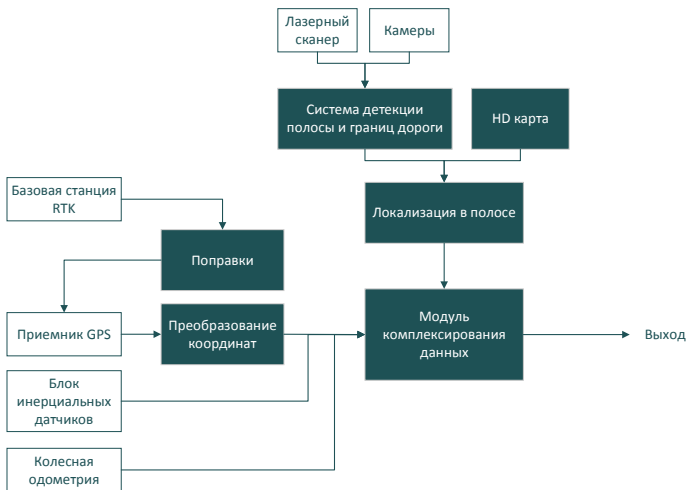 Лазерный
сканер
Камеры
Система детекции
полосы и границ дороги
HD карта
Базовая станция
RTK
Локализация в полосе
Поправки
Приемник GPS
Преобразование
координат
Модуль
комплексирования
данных
Выход
Блок
инерциальных
датчиков
Колесная
одометрия